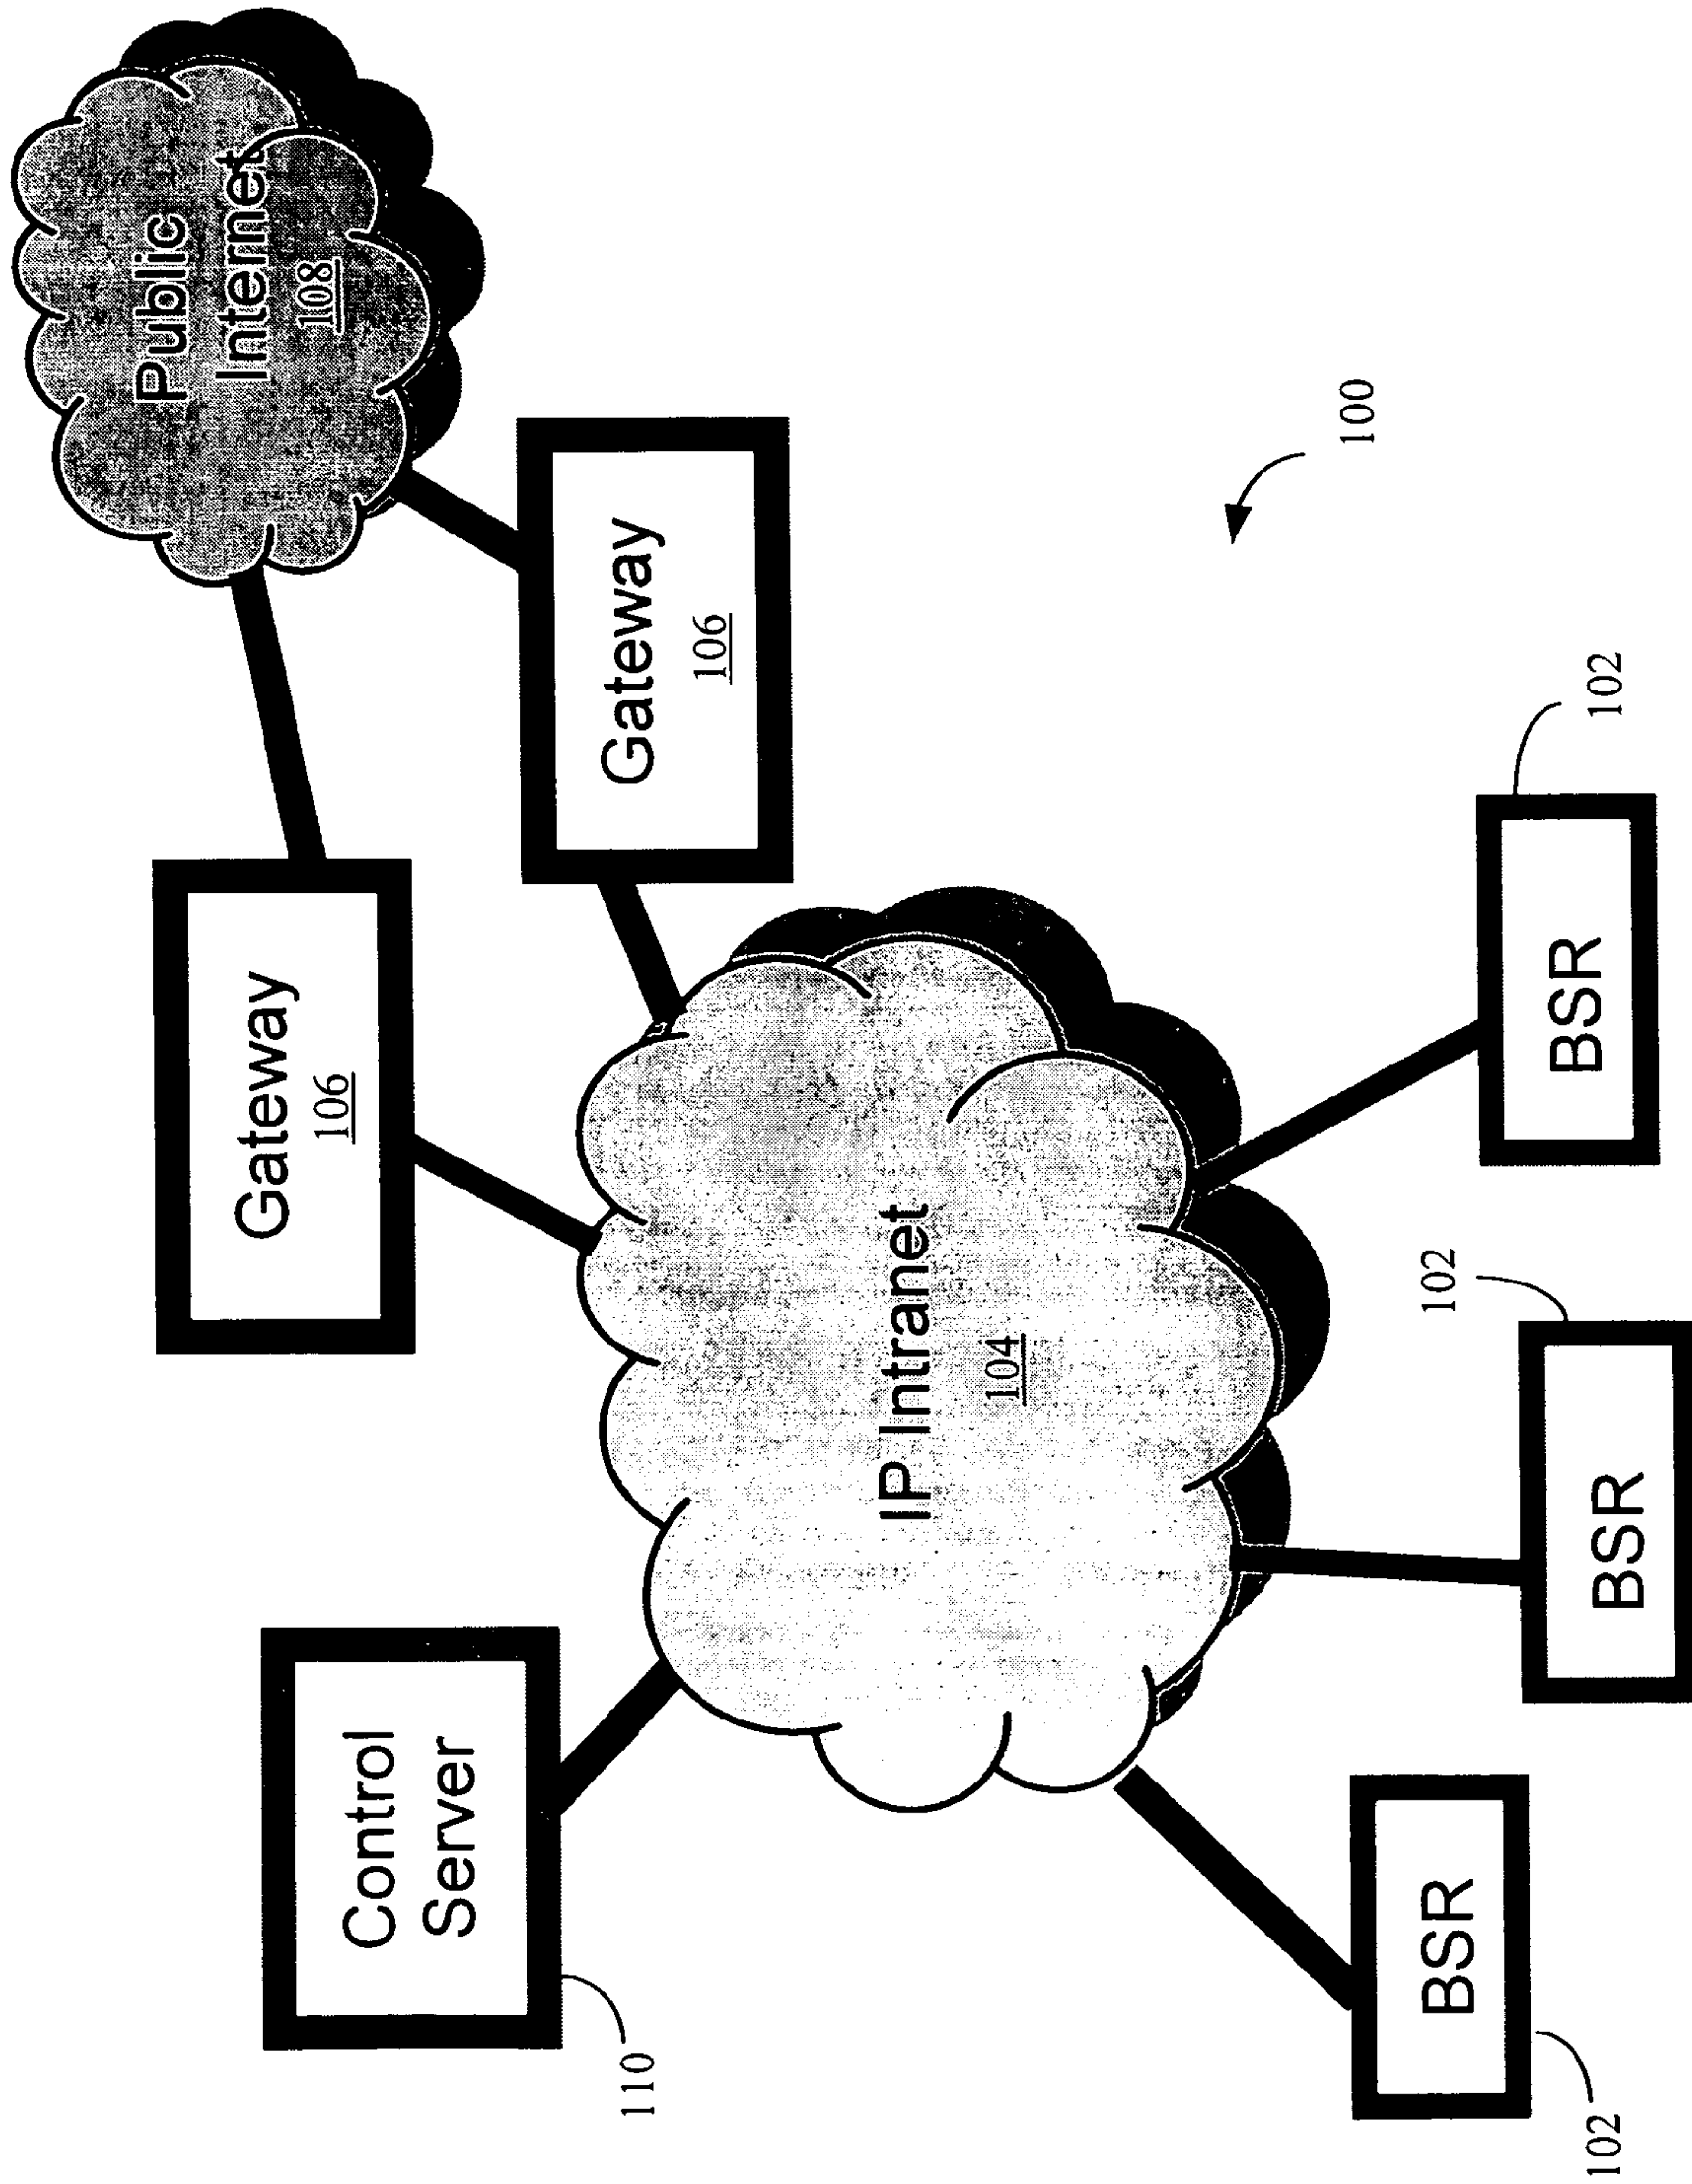 Public
Internet
108
Gateway
106
Gateway
106
100
Control
Server
110
IP Intranet
104
BSR
102
BSR
102
BSR
102